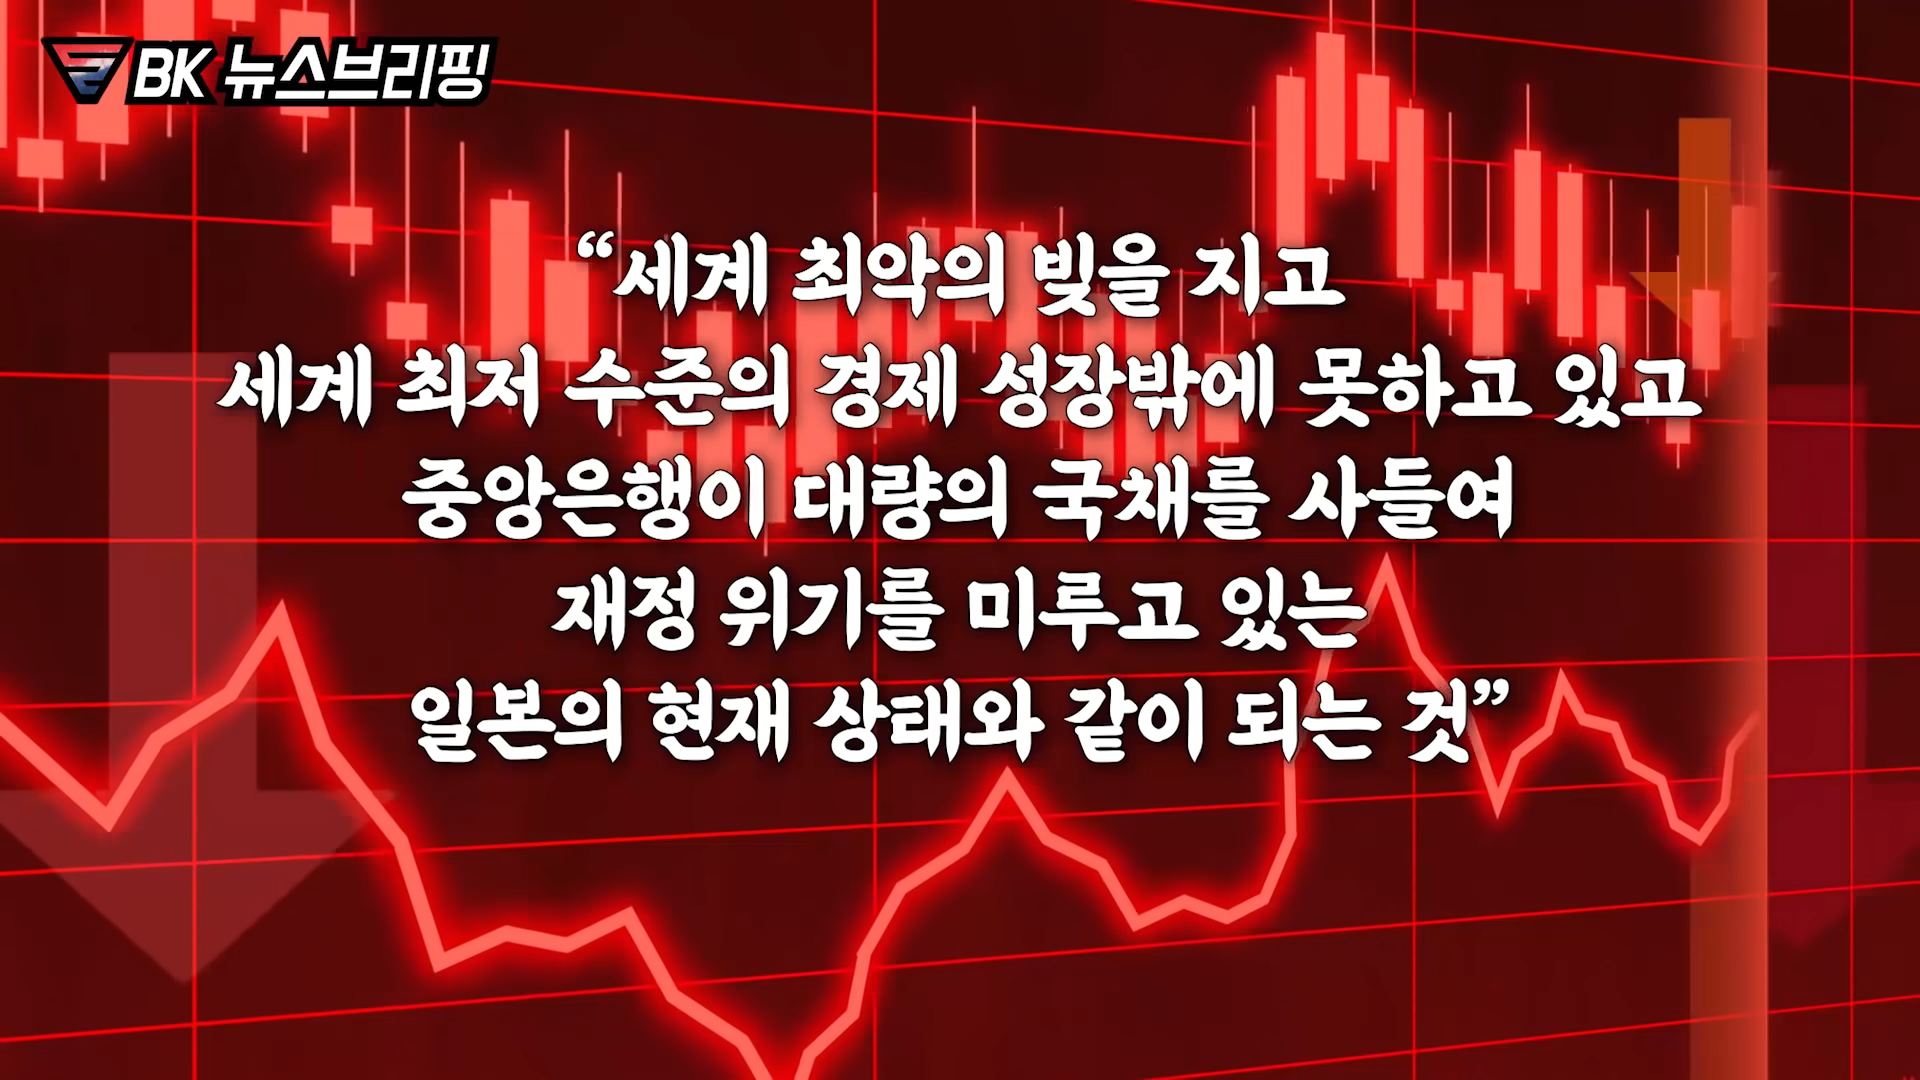 BK 뉴스브리핑
“세계 최악의 빚을 지고
세계 최저 수준의 경제 성장밖에 못하고 있고
중앙은행이 대량의 국채를 사들여
재정 위기를 미루고 있는
일본의 현재 상태와 같이 되는 것”